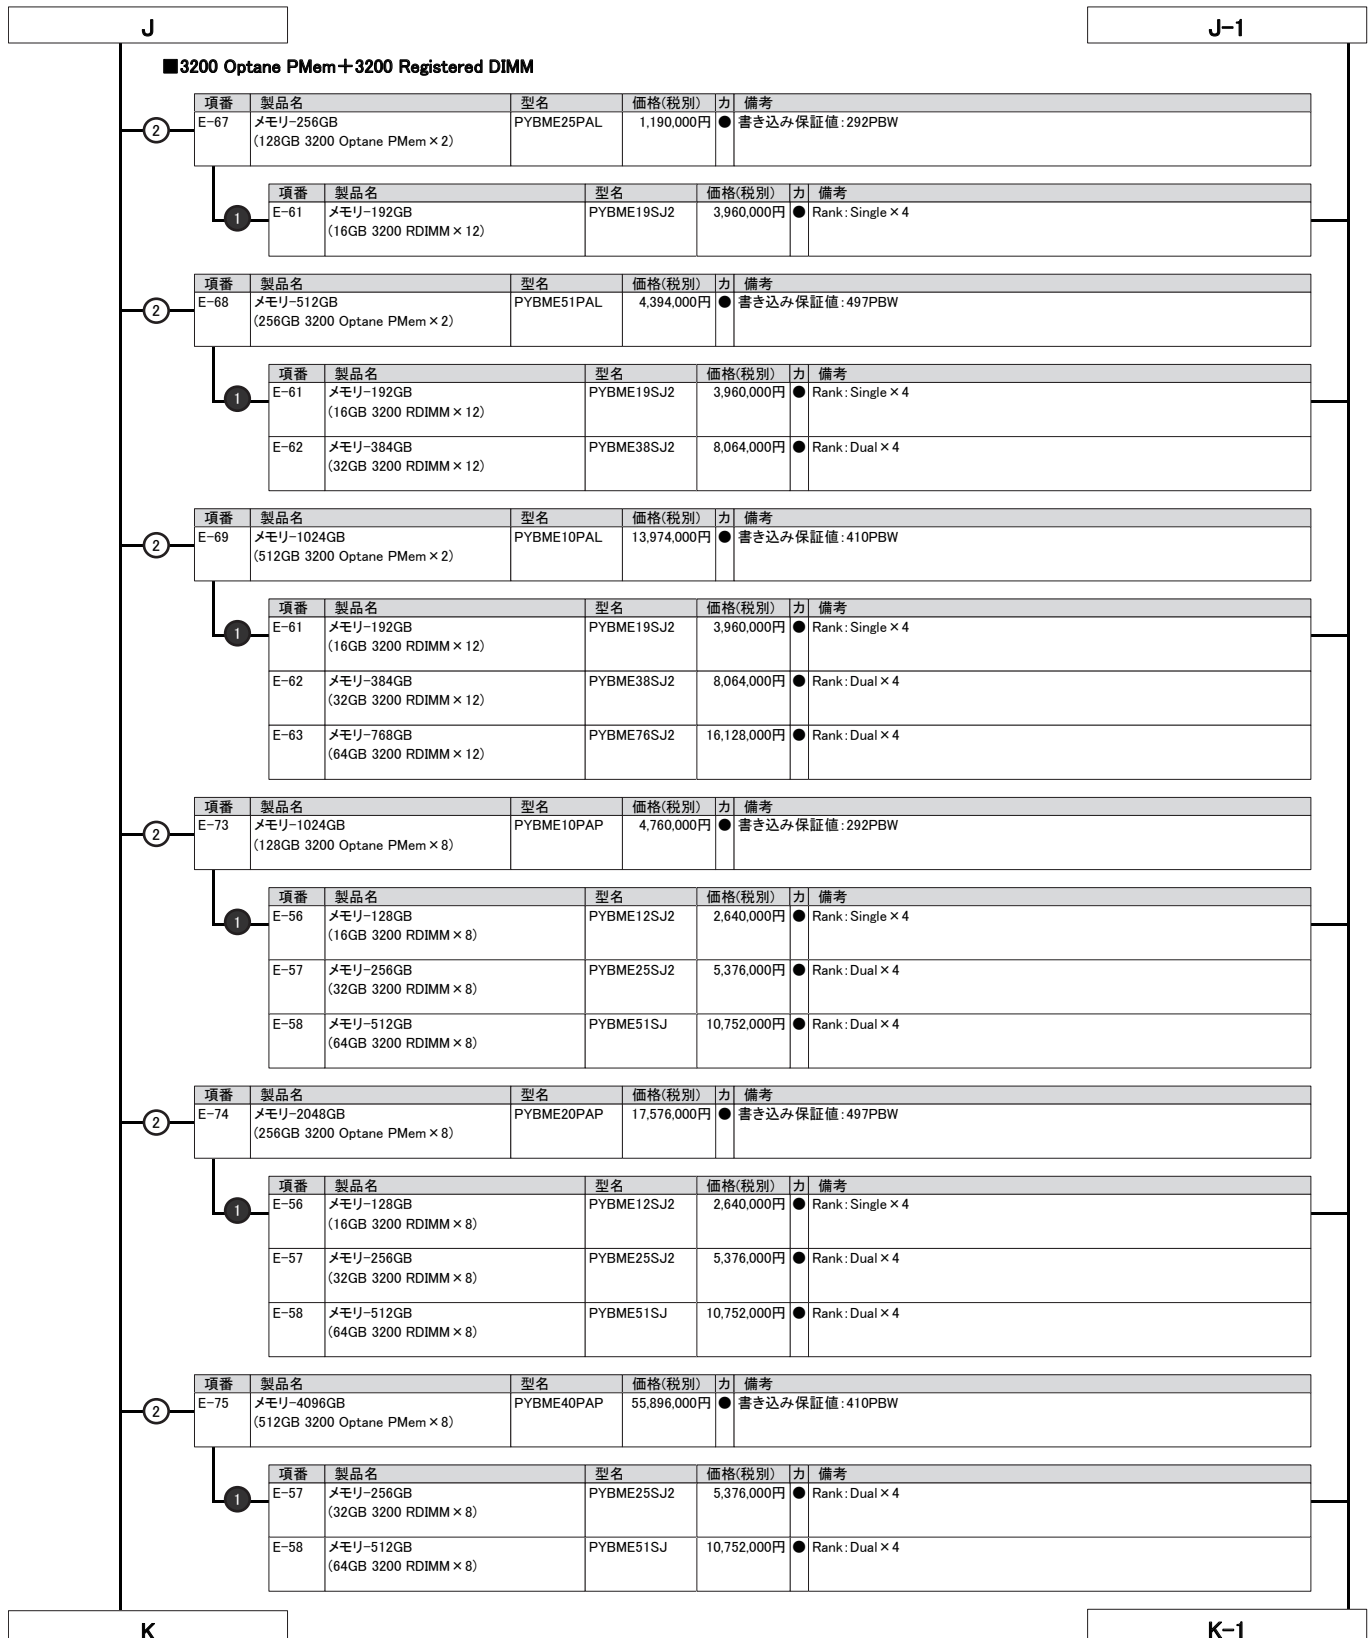 J J-1
■3200 Optane PMem＋3200 Registered DIMM
項番 製品名 型名 価格(税別) カ 備考
② E-67 メモリ-256GB PYBME25PAL 1,190,000円 ● 書き込み保証値：292PBW
(128GB 3200 Optane PMem×2)
項番 製品名 型名 価格(税別) カ 備考
❶ E-61 メモリ-192GB PYBME19SJ2 3,960,000円 ● Rank：Single×4
(16GB 3200 RDIMM×12)
項番 製品名 型名 価格(税別) カ 備考
② E-68 メモリ-512GB PYBME51PAL 4,394,000円 ● 書き込み保証値：497PBW
(256GB 3200 Optane PMem×2)
項番 製品名 型名 価格(税別) カ 備考
❶ E-61 メモリ-192GB PYBME19SJ2 3,960,000円 ● Rank：Single×4
(16GB 3200 RDIMM×12)
E-62 メモリ-384GB PYBME38SJ2 8,064,000円 ● Rank：Dual×4
(32GB 3200 RDIMM×12)
項番 製品名 型名 価格(税別) カ 備考
② E-69 メモリ-1024GB PYBME10PAL 13,974,000円 ● 書き込み保証値：410PBW
(512GB 3200 Optane PMem×2)
項番 製品名 型名 価格(税別) カ 備考
❶ E-61 メモリ-192GB PYBME19SJ2 3,960,000円 ● Rank：Single×4
(16GB 3200 RDIMM×12)
E-62 メモリ-384GB PYBME38SJ2 8,064,000円 ● Rank：Dual×4
(32GB 3200 RDIMM×12)
E-63 メモリ-768GB PYBME76SJ2 16,128,000円 ● Rank：Dual×4
(64GB 3200 RDIMM×12)
項番 製品名 型名 価格(税別) カ 備考
② E-73 メモリ-1024GB PYBME10PAP 4,760,000円 ● 書き込み保証値：292PBW
(128GB 3200 Optane PMem×8)
項番 製品名 型名 価格(税別) カ 備考
❶ E-56 メモリ-128GB PYBME12SJ2 2,640,000円 ● Rank：Single×4
(16GB 3200 RDIMM×8)
E-57 メモリ-256GB PYBME25SJ2 5,376,000円 ● Rank：Dual×4
(32GB 3200 RDIMM×8)
E-58 メモリ-512GB PYBME51SJ 10,752,000円 ● Rank：Dual×4
(64GB 3200 RDIMM×8)
項番 製品名 型名 価格(税別) カ 備考
② E-74 メモリ-2048GB PYBME20PAP 17,576,000円 ● 書き込み保証値：497PBW
(256GB 3200 Optane PMem×8)
項番 製品名 型名 価格(税別) カ 備考
❶ E-56 メモリ-128GB PYBME12SJ2 2,640,000円 ● Rank：Single×4
(16GB 3200 RDIMM×8)
E-57 メモリ-256GB PYBME25SJ2 5,376,000円 ● Rank：Dual×4
(32GB 3200 RDIMM×8)
E-58 メモリ-512GB PYBME51SJ 10,752,000円 ● Rank：Dual×4
(64GB 3200 RDIMM×8)
項番 製品名 型名 価格(税別) カ 備考
② E-75 メモリ-4096GB PYBME40PAP 55,896,000円 ● 書き込み保証値：410PBW
(512GB 3200 Optane PMem×8)
項番 製品名 型名 価格(税別) カ 備考
❶ E-57 メモリ-256GB PYBME25SJ2 5,376,000円 ● Rank：Dual×4
(32GB 3200 RDIMM×8)
E-58 メモリ-512GB PYBME51SJ 10,752,000円 ● Rank：Dual×4
(64GB 3200 RDIMM×8)
K K-1